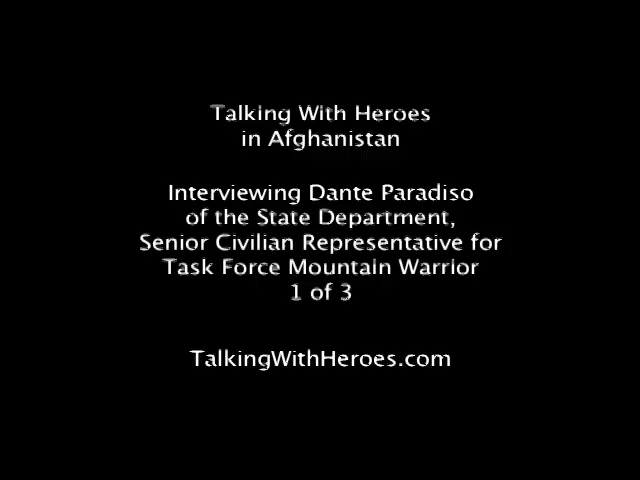 Talking With Heroes
in Afghanistan
Interviewing Dante Paradiso
of the State Department,
Senior Civilian Representative for
Task Force Mountain Warrior
1 of 3
TalkingWithHeroes.com